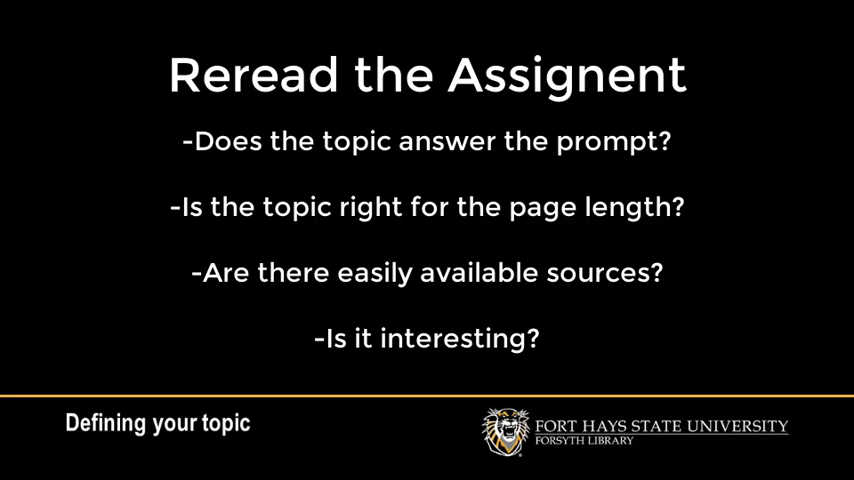 Reread the Assignent
-Does the topic answer the prompt?
-Is the topic right for the page length?
-Are there easily available sources?
-Is it interesting?
Defining your topic
FORT HAYS STATE UNIVERSITY
FORSYTH LIBRARY